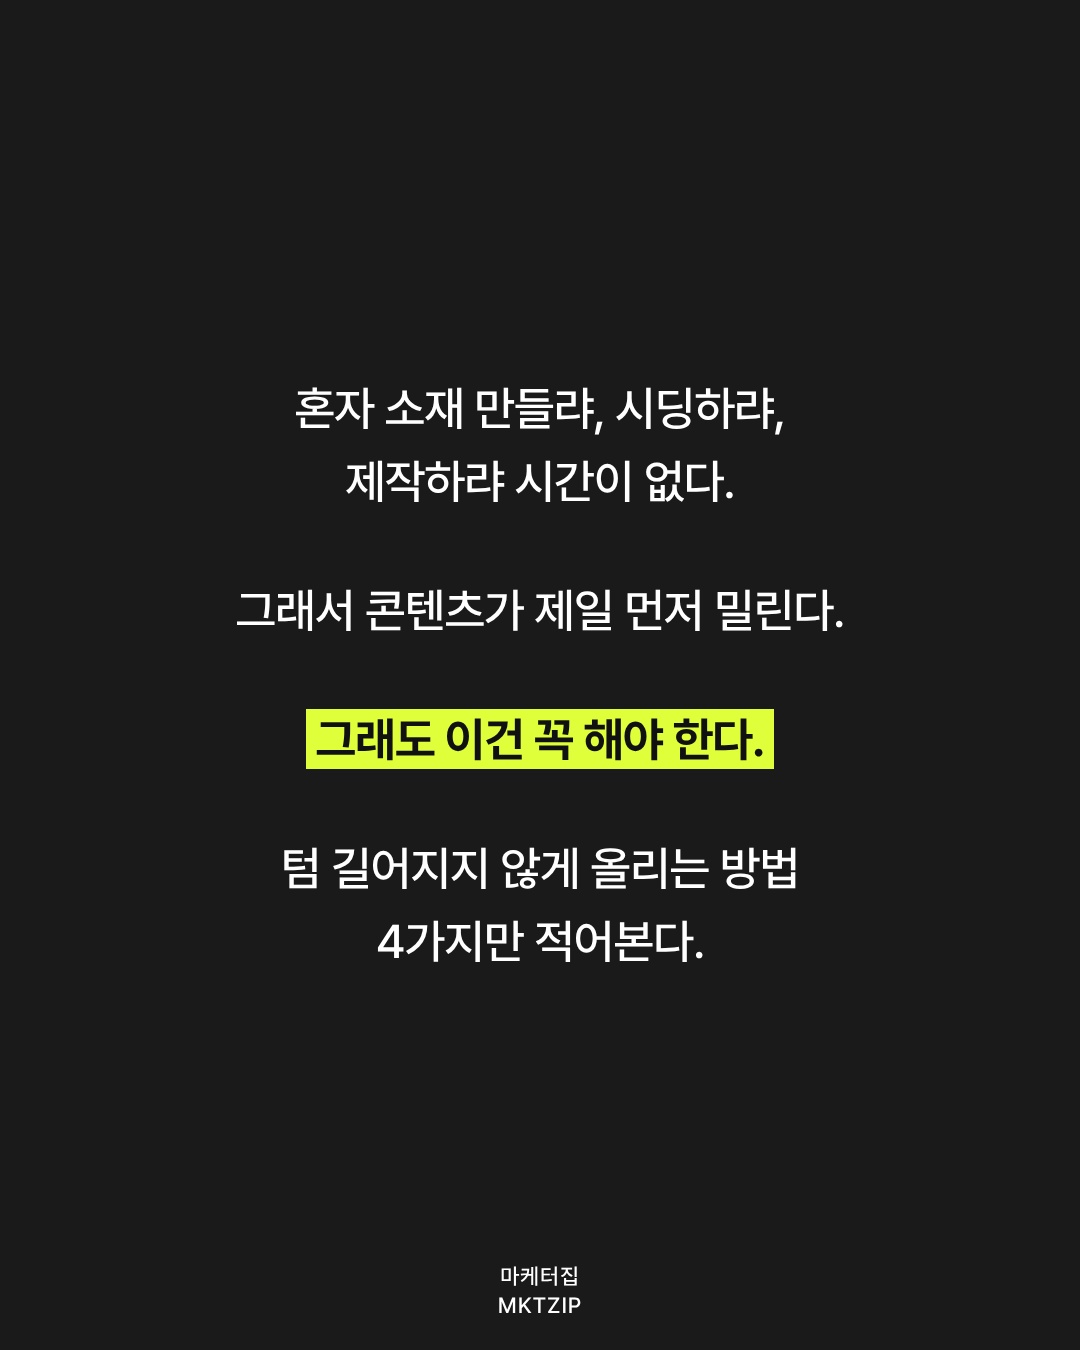 혼자 소재 만들랴, 시딩하랴,
제작하랴 시간이 없다.
그래서 콘텐츠가 제일 먼저 밀린다.
그래도 이건 꼭 해야 한다.
텀 길어지지 않게 올리는 방법
4가지만 적어본다.
마케터집
MKTZIP